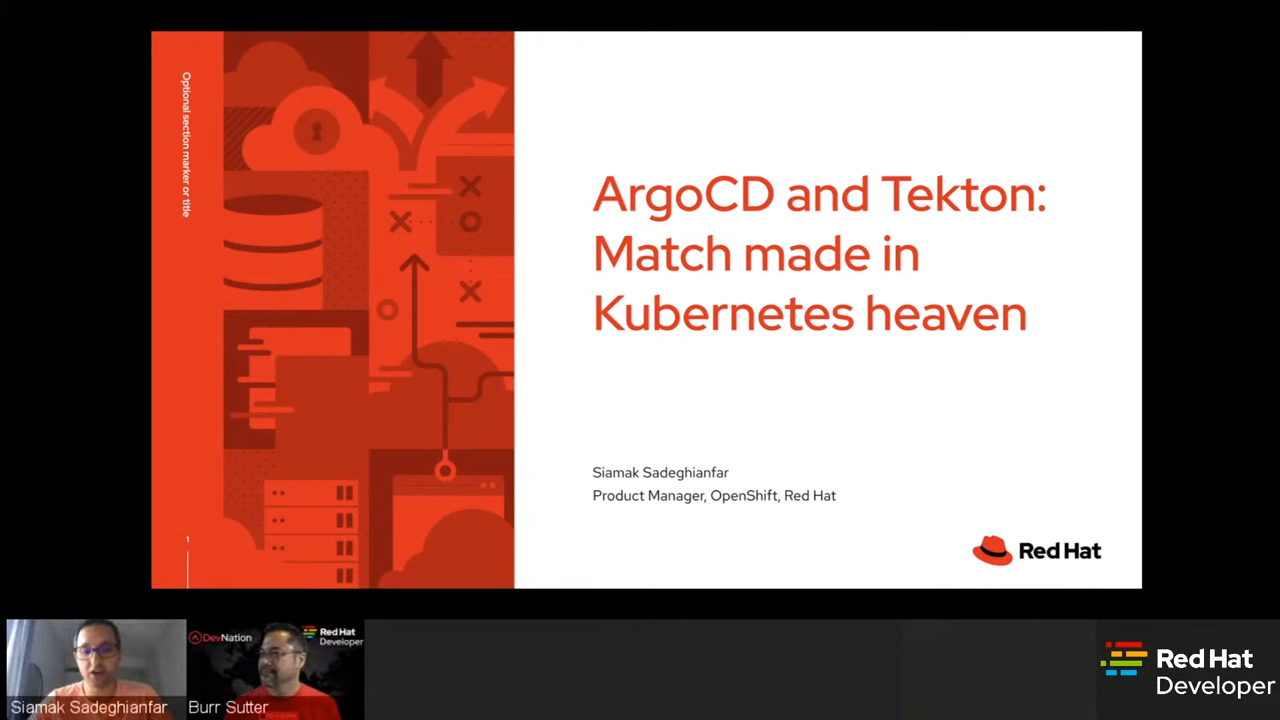 Optional section marker or title
ArgoCD and Tekton:
Match made in
Kubernetes heaven
Siamak Sadeghianfar
Product Manager, OpenShift, Red Hat
1
Red Hat
DevNation
Red Hat
Developer
Siamak Sadeghianfar
Burr Sutter
Red Hat
Developer